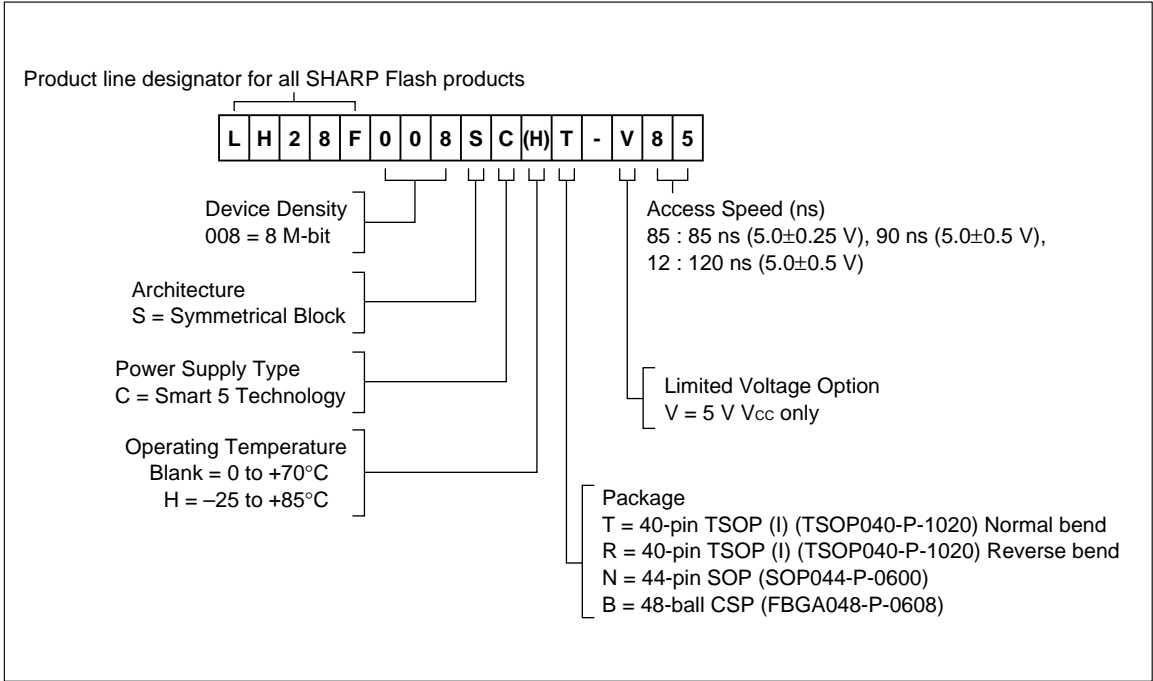 Product line designator for all SHARP Flash products
L H 2 8 F 0 0 8 S C (H) T - V 8 5
Device Density
008 = 8 M-bit
Access Speed (ns)
85 : 85 ns (5.0±0.25 V), 90 ns (5.0±0.5 V),
12 : 120 ns (5.0±0.5 V)
Architecture
S = Symmetrical Block
Power Supply Type
C = Smart 5 Technology
Limited Voltage Option
V = 5 V Vcc only
Operating Temperature
Blank = 0 to +70°C
H = –25 to +85°C
Package
T = 40-pin TSOP (I) (TSOP040-P-1020) Normal bend
R = 40-pin TSOP (I) (TSOP040-P-1020) Reverse bend
N = 44-pin SOP (SOP044-P-0600)
B = 48-ball CSP (FBGA048-P-0608)